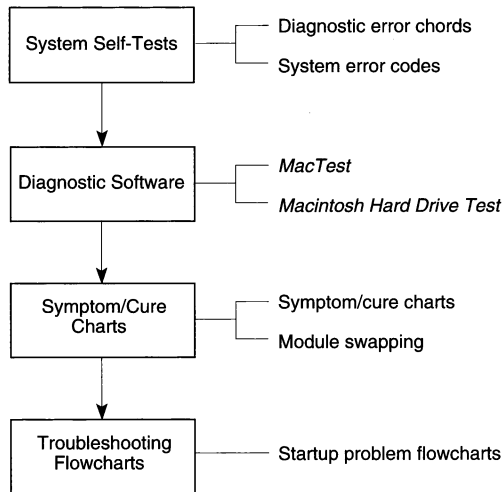 System Self-Tests
Diagnostic error chords
System error codes
Diagnostic Software
MacTest
Macintosh Hard Drive Test
Symptom/Cure
Charts
Symptom/cure charts
Module swapping
Troubleshooting
Flowcharts
Startup problem flowcharts